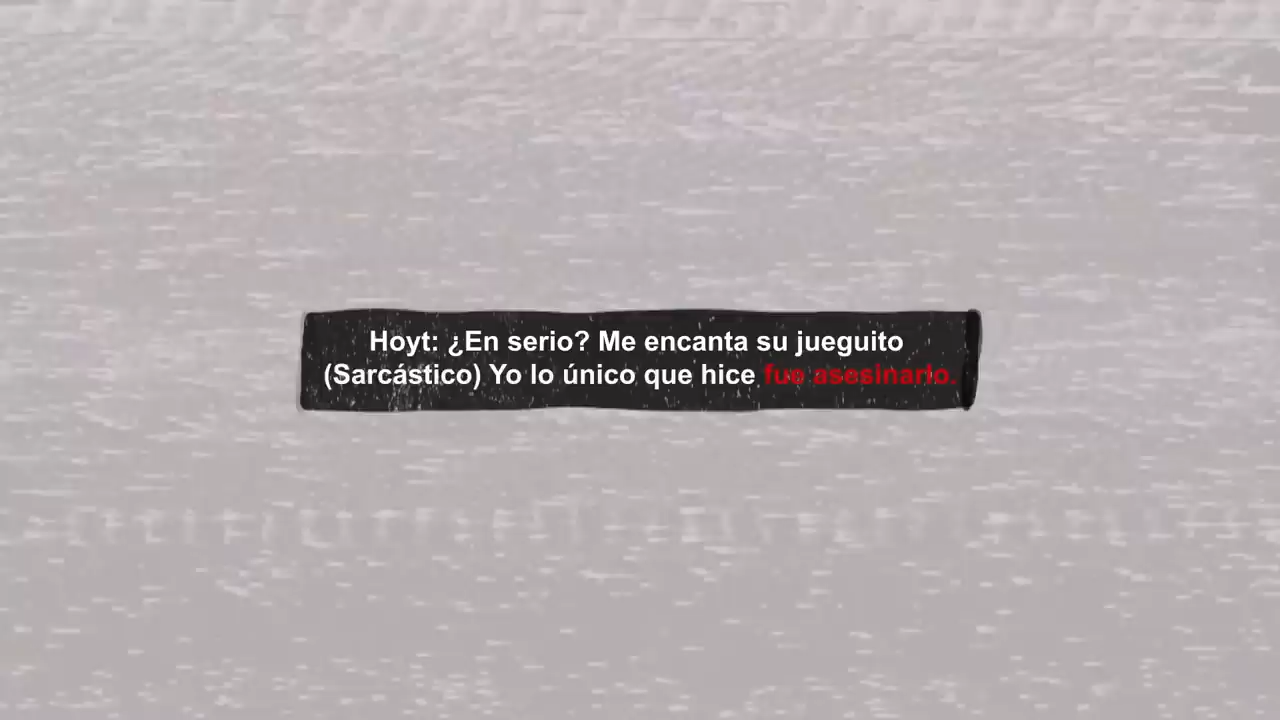 Hoyt: ¿En serio? Me encanta su jueguito
(Sarcástico) Yo lo único que hice fue asesinarlo.